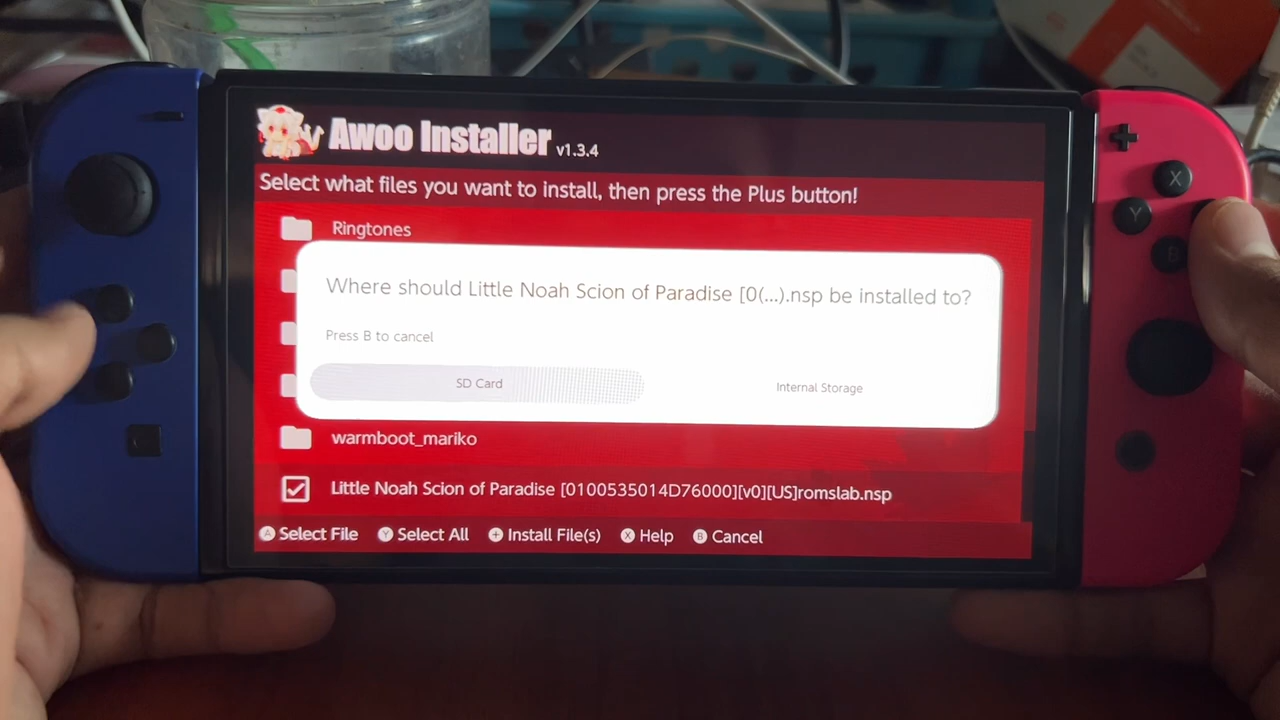 Awoo Installer v1.3.4
Select what files you want to install, then press the Plus button!
Ringtones
Where should Little Noah Scion of Paradise [0(...).nsp be installed to?
Press B to cancel
SD Card Internal Storage
warmboot_mariko
Little Noah Scion of Paradise [0100535014D76000][v0][US]romslab.nsp
A Select File Y Select All + Install File(s) X Help B Cancel
X
Y
B